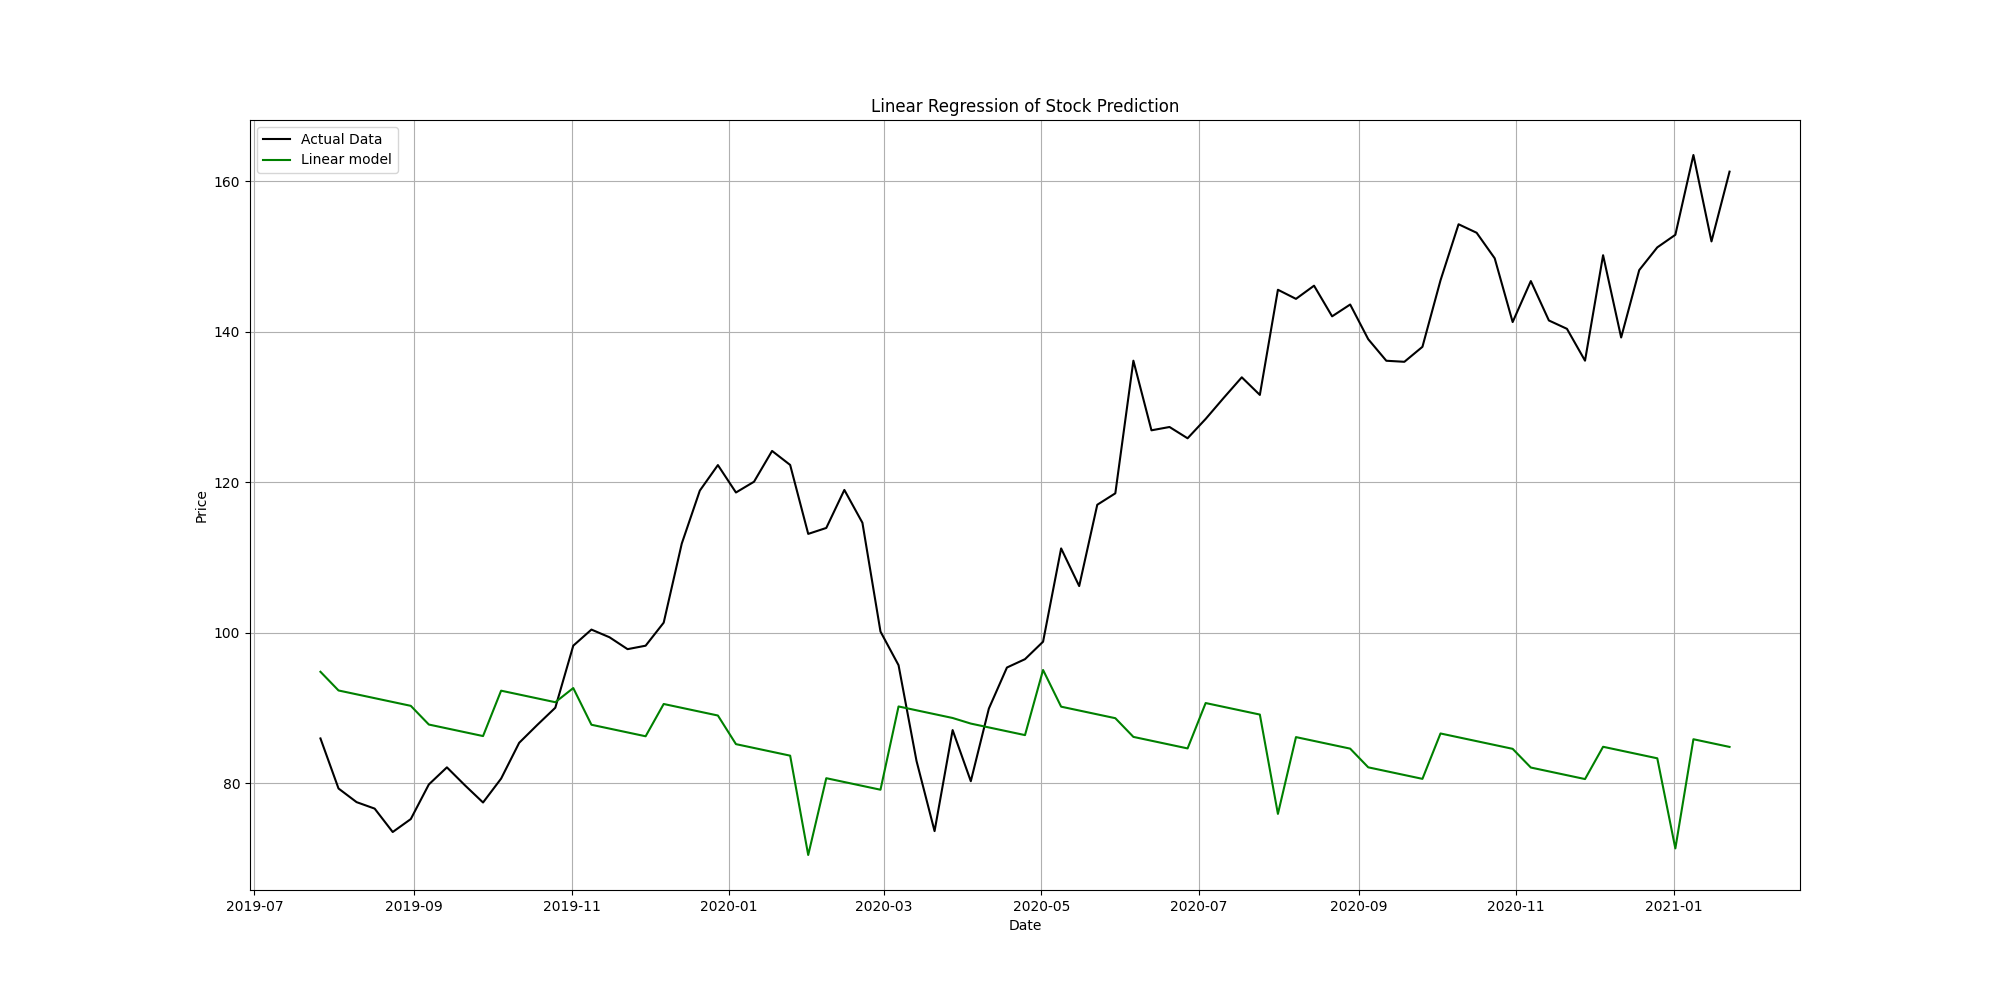 Linear Regression of Stock Prediction
Actual Data
Linear model
160
140
120
100
80
Price
2019-07 2019-09 2019-11 2020-01 2020-03 2020-05 2020-07 2020-09 2020-11 2021-01
Date